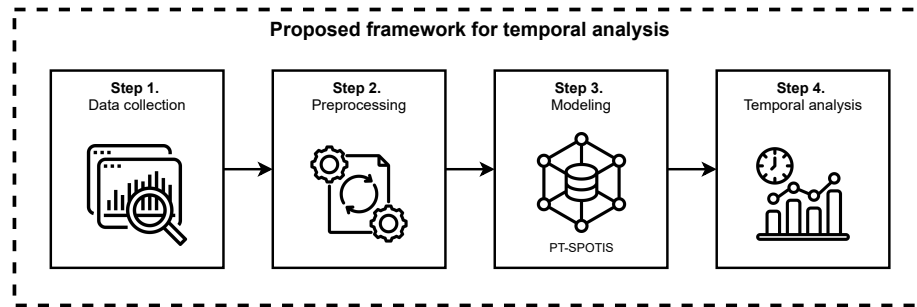 Proposed framework for temporal analysis
Step 1.
Data collection
Step 2.
Preprocessing
Step 3.
Modeling
PT-SPOTIS
Step 4.
Temporal analysis